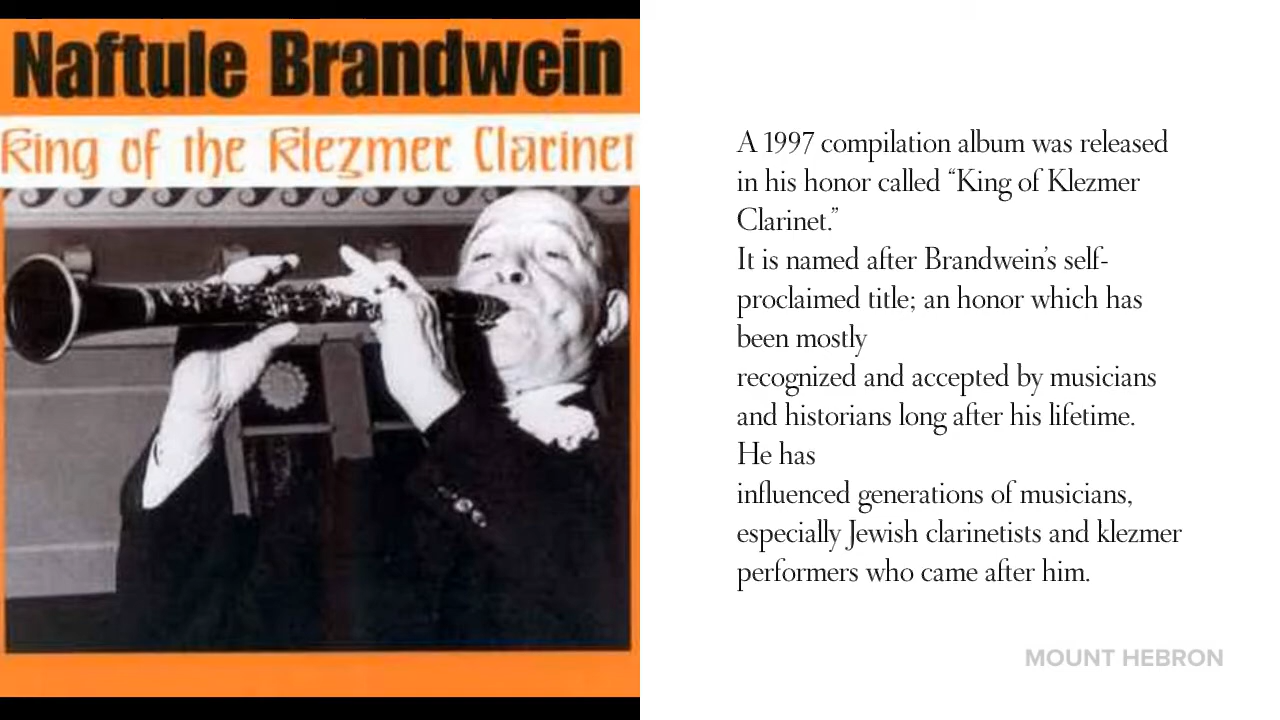 Naftule Brandwein
King of the Klezmer Clarinet
A 1997 compilation album was released
in his honor called “King of Klezmer
Clarinet.”
It is named after Brandwein’s self-
proclaimed title; an honor which has
been mostly
recognized and accepted by musicians
and historians long after his lifetime.
He has
influenced generations of musicians,
especially Jewish clarinetists and klezmer
performers who came after him.
MOUNT HEBRON